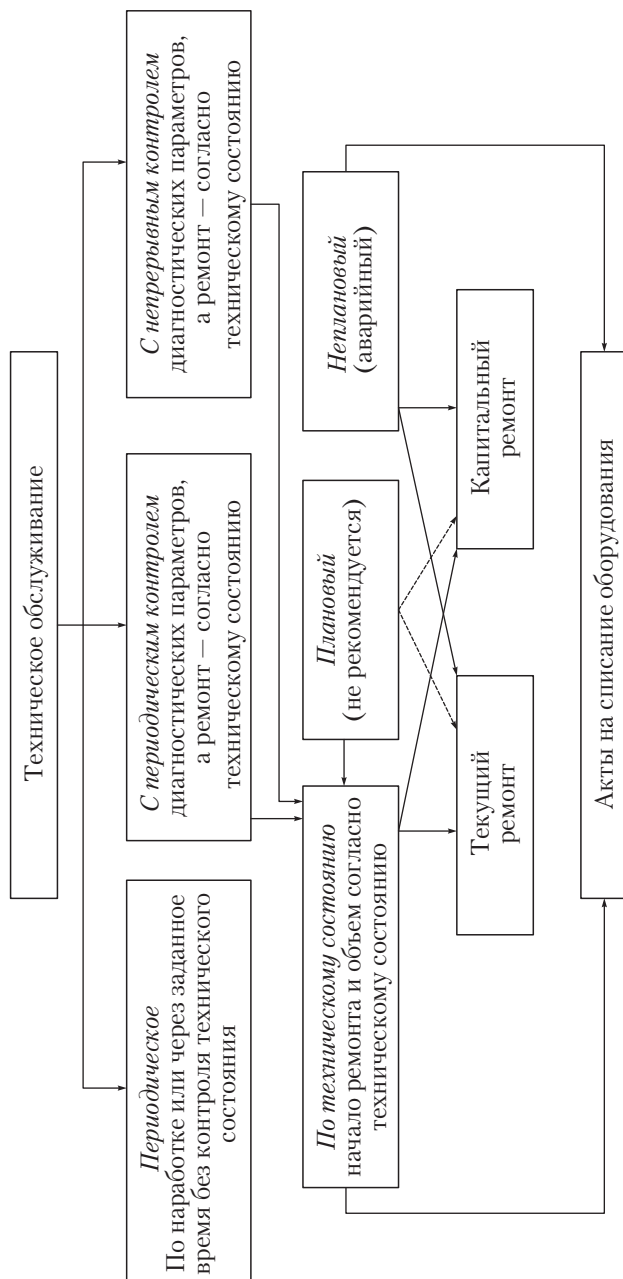 Техническое обслуживание
Периодическое
По наработке или через заданное
время без контроля технического
состояния
С периодическим контролем
диагностических параметров,
а ремонт — согласно
техническому состоянию
С непрерывным контролем
диагностических параметров,
а ремонт — согласно
техническому состоянию
По техническому состоянию
начало ремонта и объем согласно
техническому состоянию
Плановый
(не рекомендуется)
Неплановый
(аварийный)
Текущий
ремонт
Капитальный
ремонт
Акты на списание оборудования